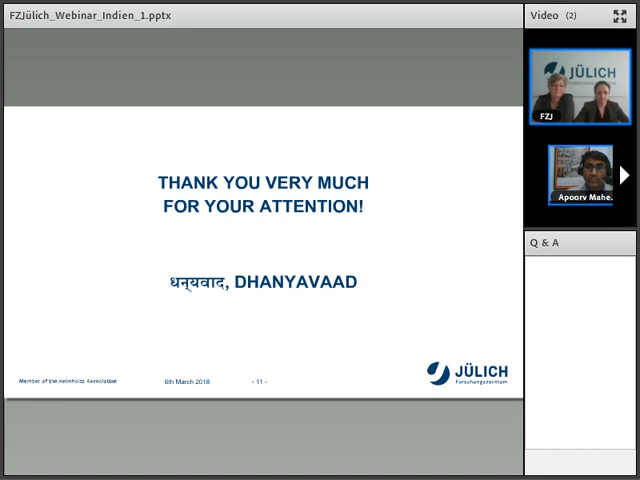 FZJülich_Webinar_Indien_1.pptx
Video (2)
JÜLICH
FZJ
Apoorv Mahe.
Q & A
THANK YOU VERY MUCH
FOR YOUR ATTENTION!
धन्यवाद, DHANYAVAAD
Member of the Helmholtz Association
6th March 2018
- 11 -
JÜLICH
Forschungszentrum